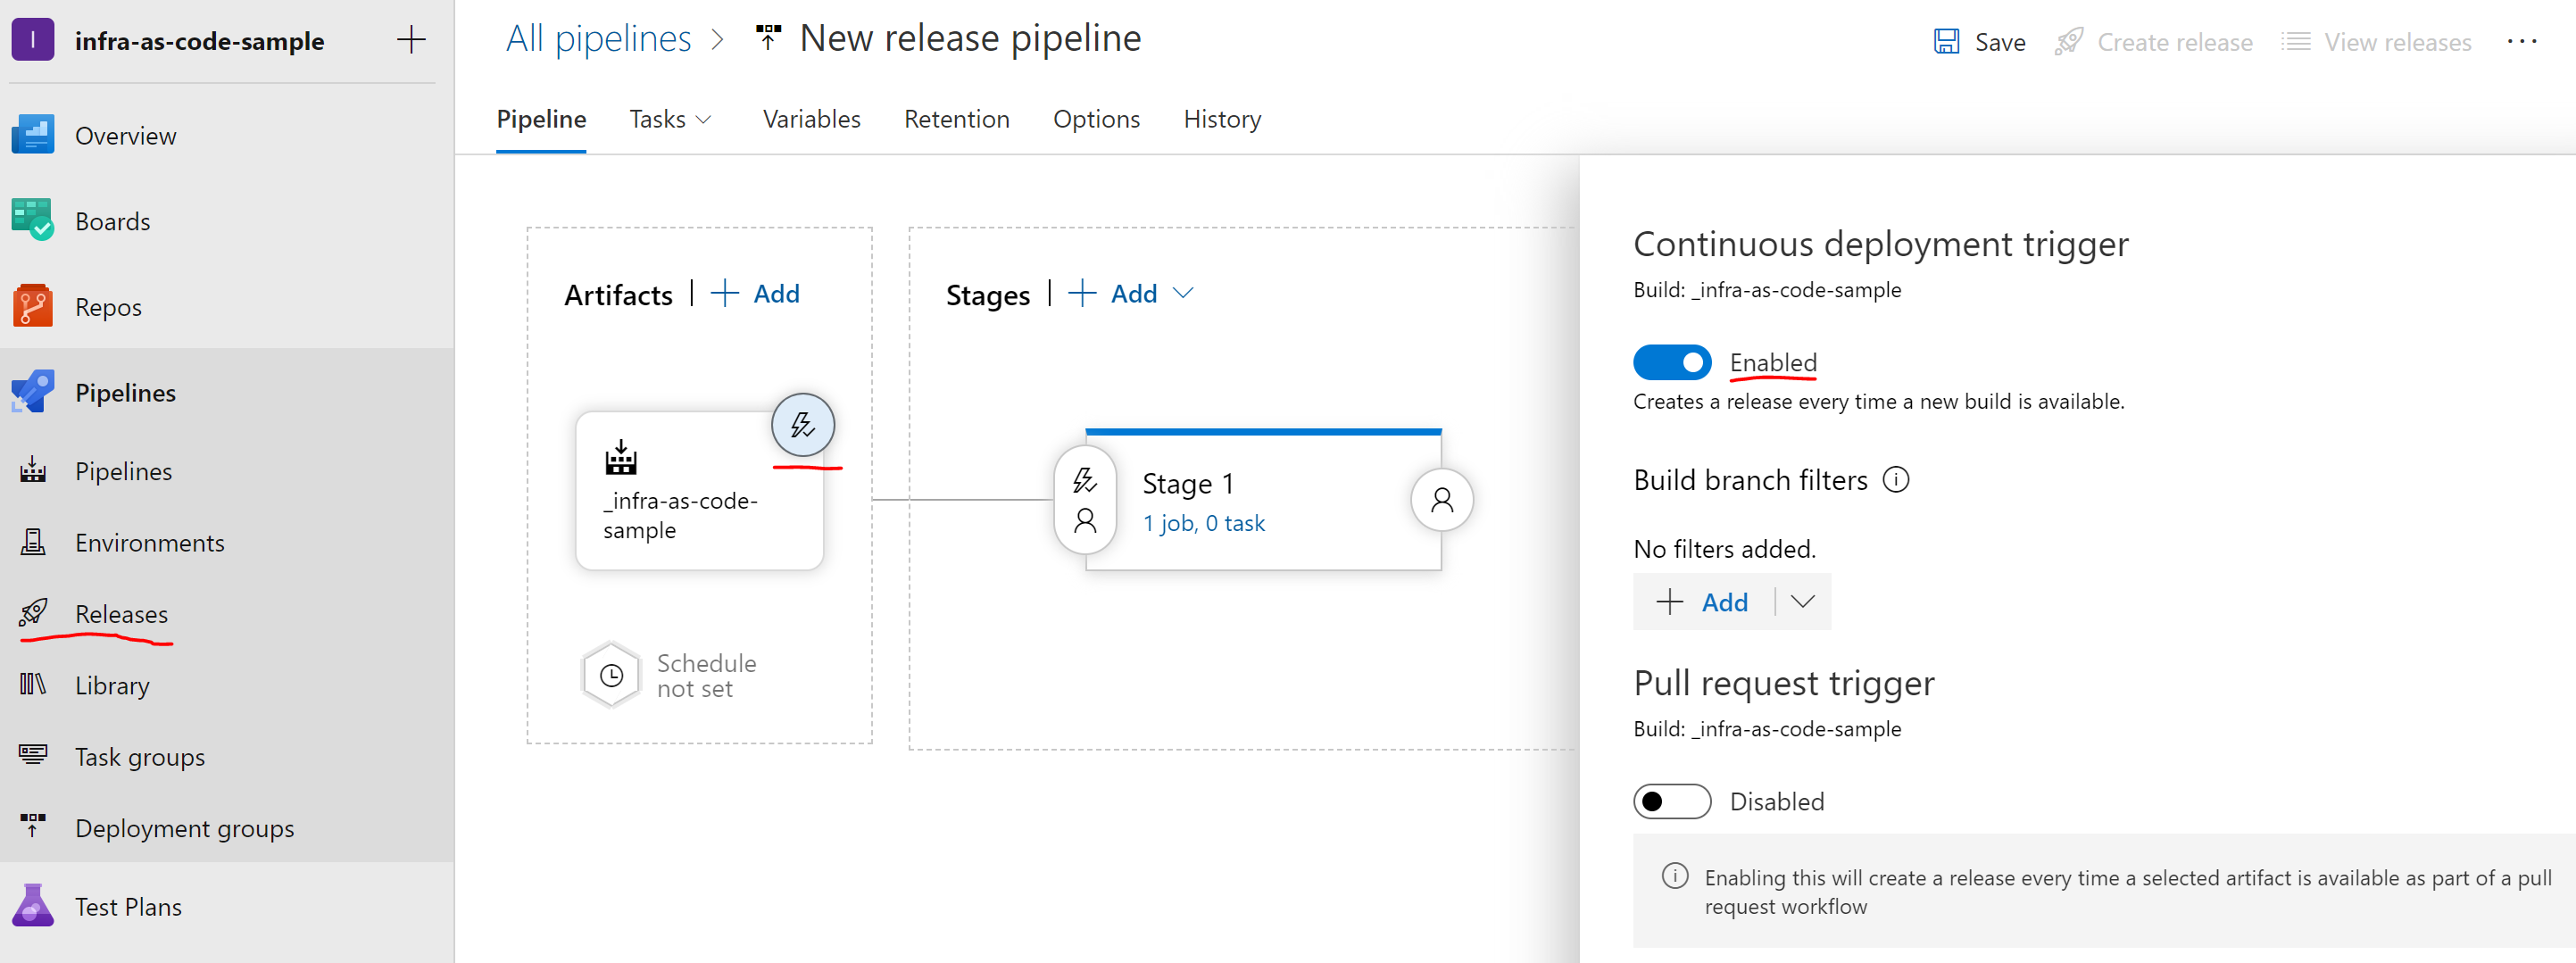 I
infra-as-code-sample
Overview
Boards
Repos
Pipelines
Pipelines
Environments
Releases
Library
Task groups
Deployment groups
Test Plans
All pipelines > New release pipeline
Save
Create release
View releases
...
Pipeline
Tasks
Variables
Retention
Options
History
Artifacts | + Add
_infra-as-code-
sample
Schedule
not set
Stages | + Add
Stage 1
1 job, 0 task
Continuous deployment trigger
Build: _infra-as-code-sample
Enabled
Creates a release every time a new build is available.
Build branch filters
No filters added.
+ Add
Pull request trigger
Build: _infra-as-code-sample
Disabled
Enabling this will create a release every time a selected artifact is available as part of a pull
request workflow